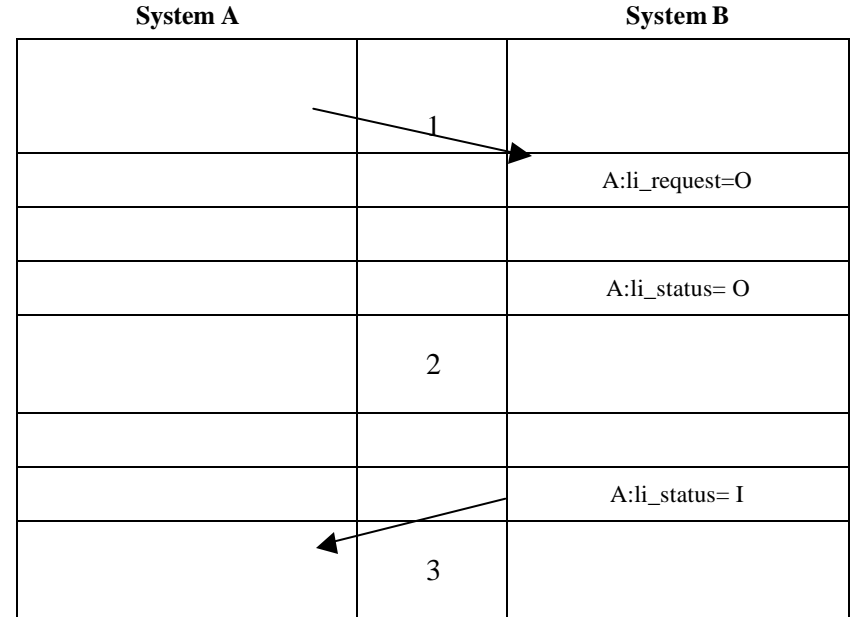 System A System B
1
A:li_request=O
A:li_status= O
2
A:li_status= I
3